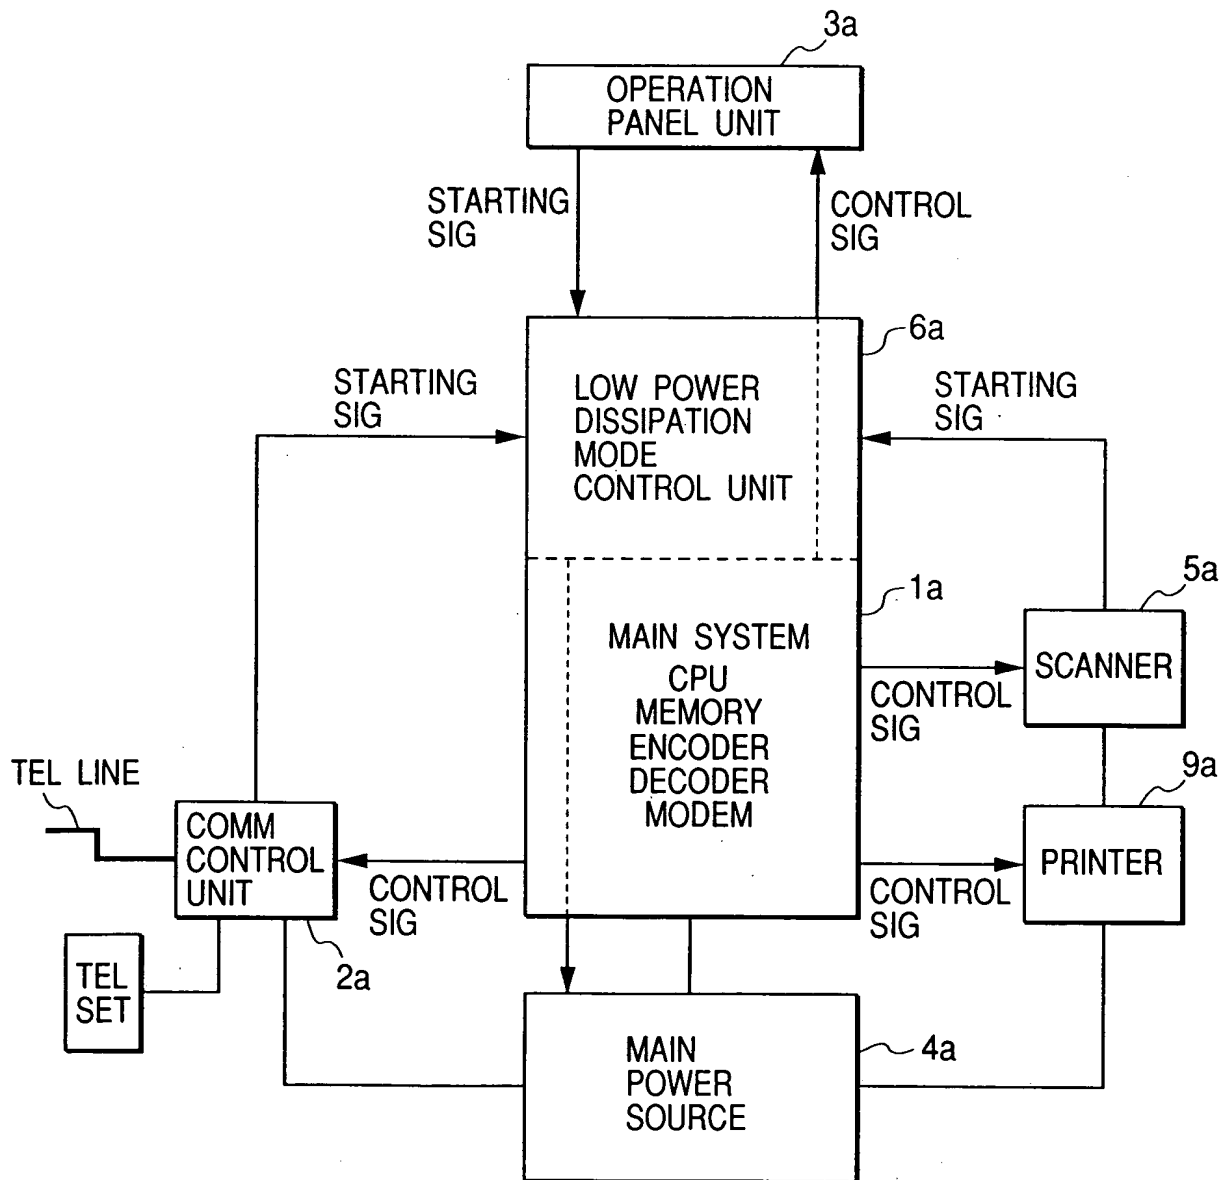 3a
OPERATION
PANEL UNIT
STARTING
SIG
CONTROL
SIG
6a
STARTING
SIG
LOW POWER
DISSIPATION
MODE
CONTROL UNIT
STARTING
SIG
5a
1a
MAIN SYSTEM
CPU
MEMORY
ENCODER
DECODER
MODEM
SCANNER
CONTROL
SIG
9a
TEL LINE
COMM
CONTROL
UNIT
CONTROL
SIG
PRINTER
CONTROL
SIG
2a
TEL
SET
MAIN
POWER
SOURCE
4a